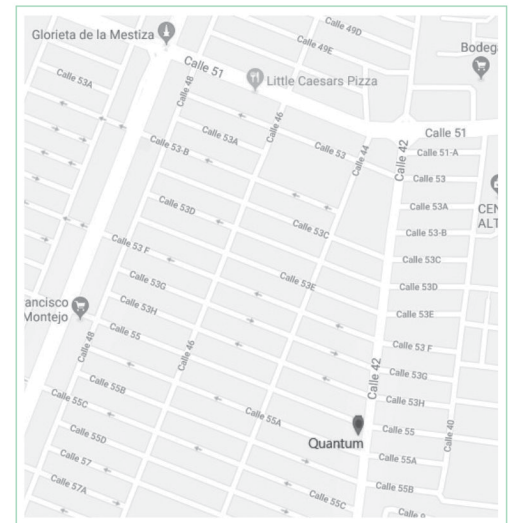 Calle 49D
Glorieta de la Mestiza
Calle 49E
Bodeg
Calle 51
Calle 53A
Calle 48
Little Caesars Pizza
Calle 46
Calle 51
Calle 42
Calle 53A
Calle 44
Calle 53
Calle 51-A
Calle 53-B
Calle 53
Calle 53A
CEN
ALT
Calle 53D
Calle 53C
Calle 53-B
Calle 53 F
Calle 53C
Calle 53G
Calle 53E
Calle 53D
rancisco
Montejo
Calle 53H
Calle 53E
Calle 55
Calle 48
Calle 46
Calle 53 F
Calle 42
Calle 53G
Calle 55B
Calle 53H
Calle 55C
Calle 55A
Calle 55
Calle 40
Calle 55D
Quantum
Calle 57
Calle 55A
Calle 57A
Calle 55B
Calle 55C